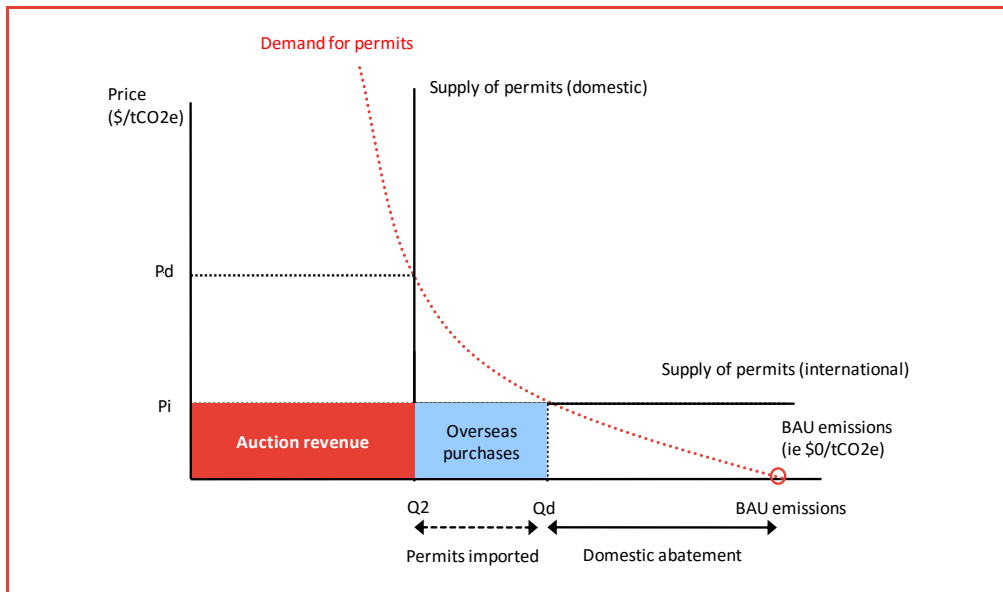 Demand for permits
Price
($/tCO2e)
Supply of permits (domestic)
Pd
Supply of permits (international)
Pi
Auction revenue
Overseas
purchases
BAU emissions
(ie $0/tCO2e)
Q2
Qd
BAU emissions
Permits imported
Domestic abatement